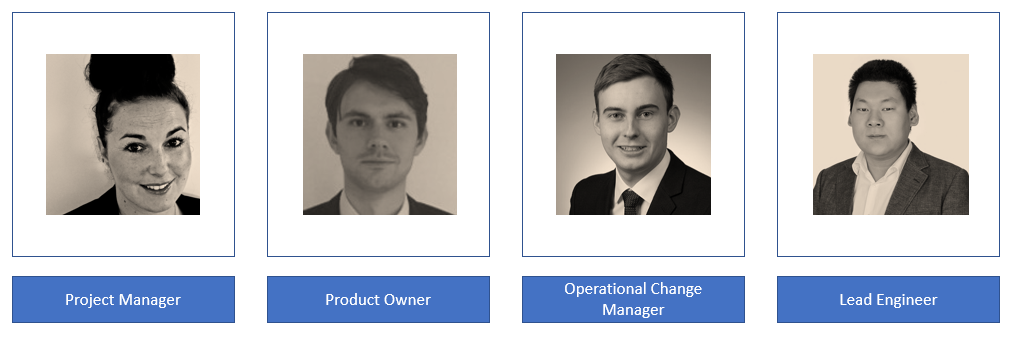 Project Manager
Product Owner
Operational Change
Manager
Lead Engineer